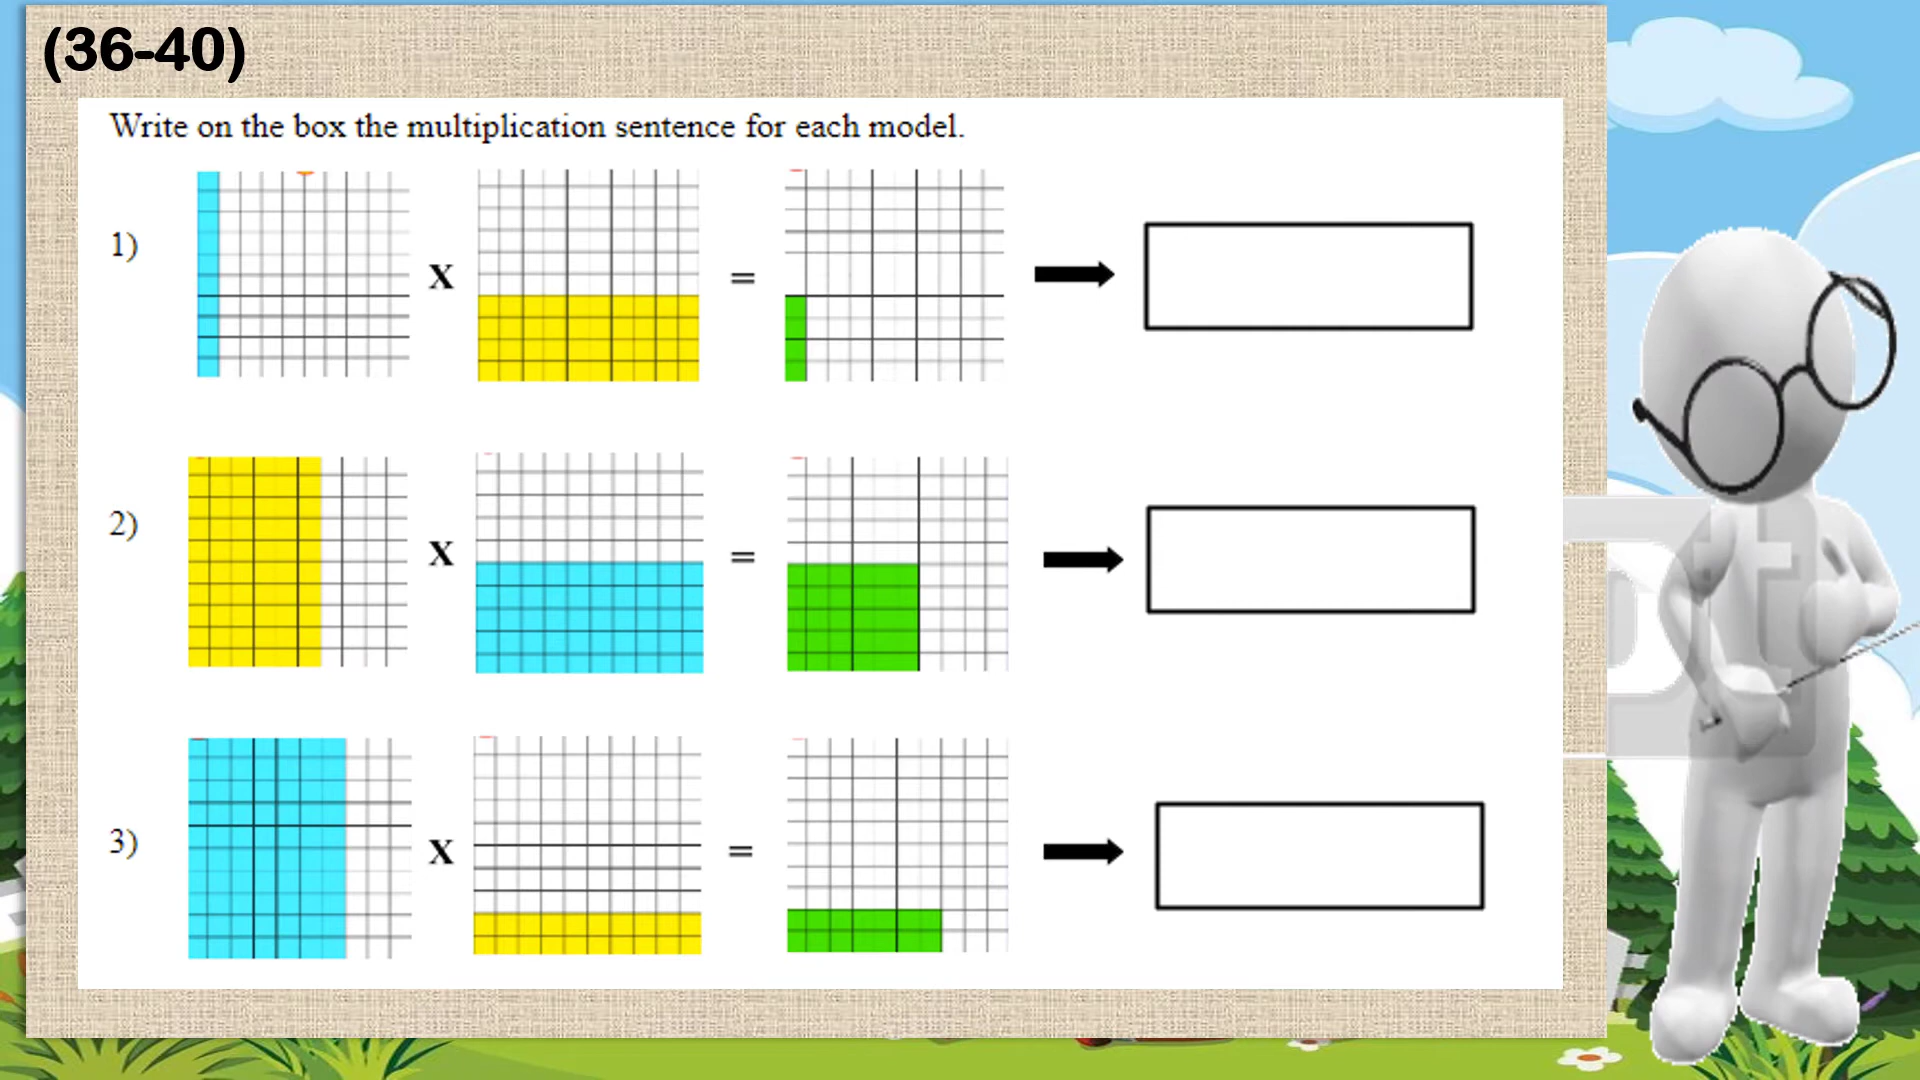 (36-40)
Write on the box the multiplication sentence for each model.
1)
X
=
2)
X
=
3)
X
=